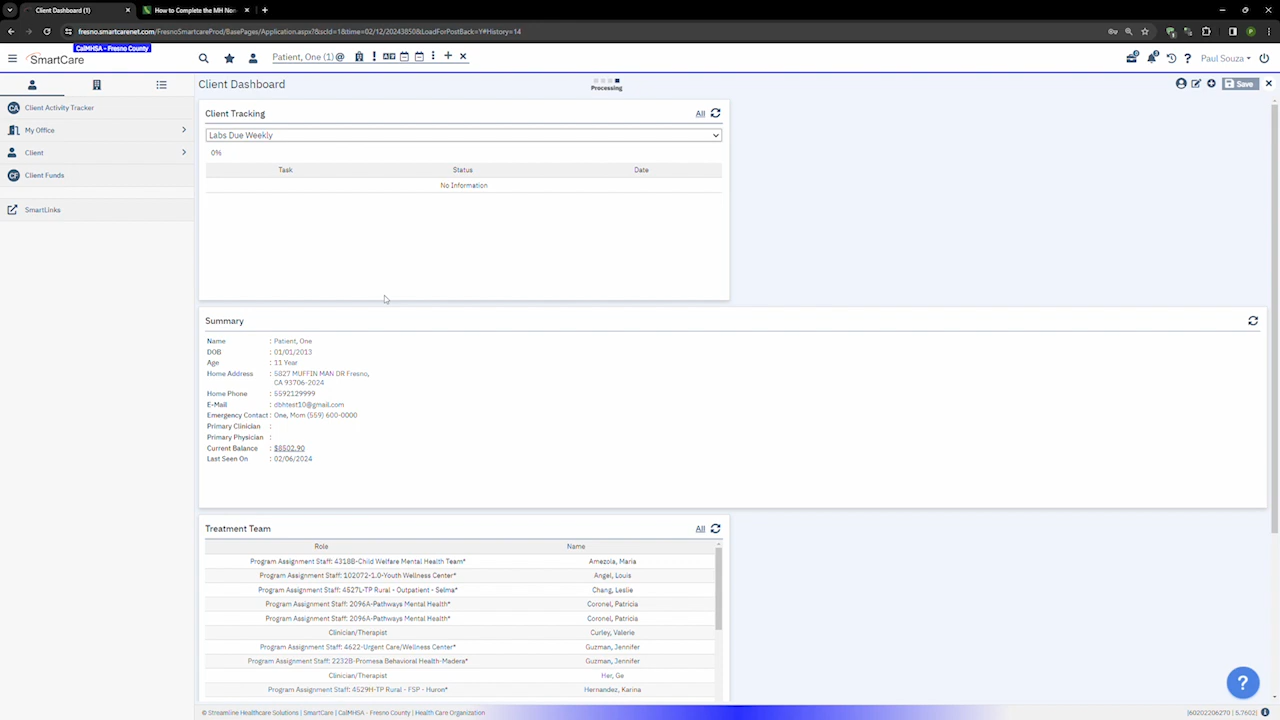 Client Dashboard (1)
How to Complete the MH Non-
fresno.smartcarenet.com/FresnoSmartcareProd/BasePages/Application.aspx?&scId=1&time=02/12/202438508&LoadForPostBack=Y#History=14
CalMHSA - Fresno County
SmartCare
Patient, One (1)
Paul Souza
Client Dashboard
Processing
Save
Client Activity Tracker
My Office
Client
Client Funds
SmartLinks
Client Tracking
All
Labs Due Weekly
0%
Task Status Date
No Information
Summary
Name : Patient, One
DOB : 01/01/2013
Age : 11 Year
Home Address : 5827 MUFFIN MAN DR Fresno,
CA 93706-2024
Home Phone : 5592129999
E-Mail : dbhtest10@gmail.com
Emergency Contact : One, Mom (559) 600-0000
Primary Clinician :
Primary Physician :
Current Balance : $8502.90
Last Seen On : 02/06/2024
Treatment Team
All
Role Name
Program Assignment Staff: 4318B-Child Welfare Mental Health Team* Amezola, Maria
Program Assignment Staff: 102072-1.0-Youth Wellness Center* Angel, Louis
Program Assignment Staff: 4527L-TP Rural - Outpatient - Selma* Chang, Leslie
Program Assignment Staff: 2096A-Pathways Mental Health* Coronel, Patricia
Program Assignment Staff: 2096A-Pathways Mental Health* Coronel, Patricia
Clinician/Therapist Curley, Valerie
Program Assignment Staff: 4622-Urgent Care/Wellness Center* Guzman, Jennifer
Program Assignment Staff: 2232B-Promesa Behavioral Health-Madera* Guzman, Jennifer
Clinician/Therapist Her, Ge
Program Assignment Staff: 4529H-TP Rural - FSP - Huron* Hernandez, Karina
© Streamline Healthcare Solutions | SmartCare | CalMHSA - Fresno County | Health Care Organization
|60202206270 | 5.7602|